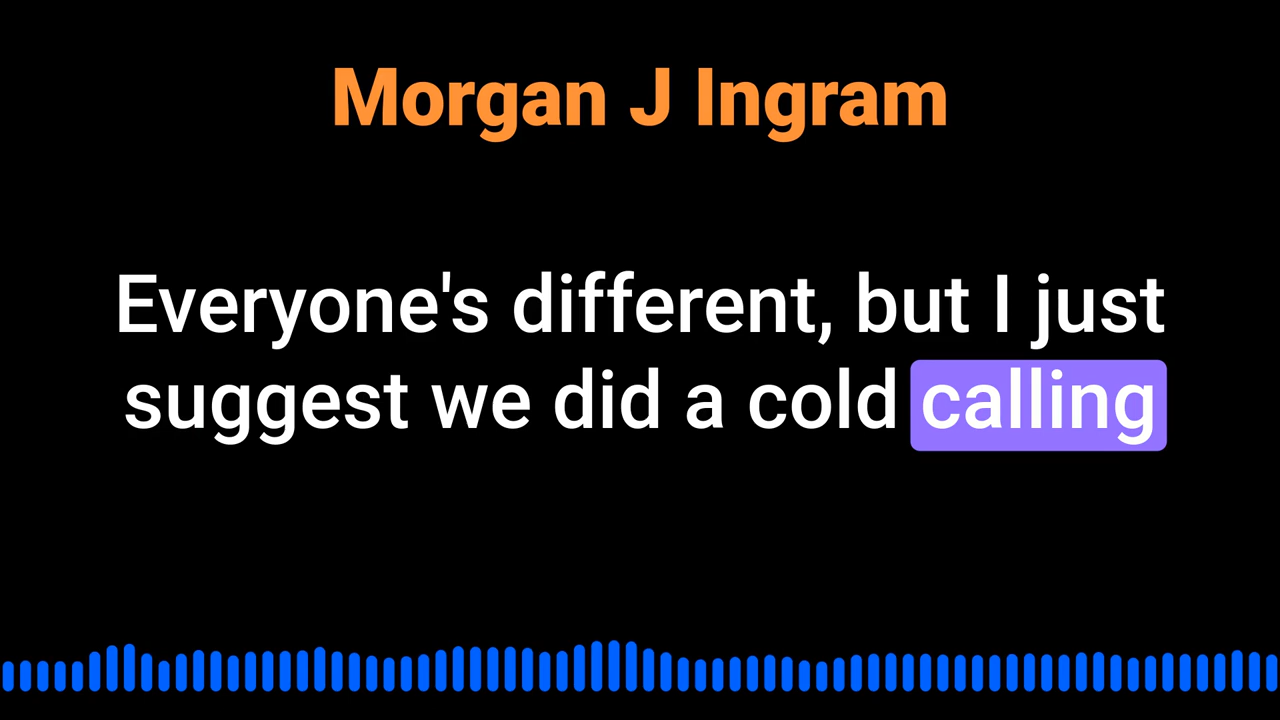 Morgan J Ingram
Everyone's different, but I just
suggest we did a cold calling